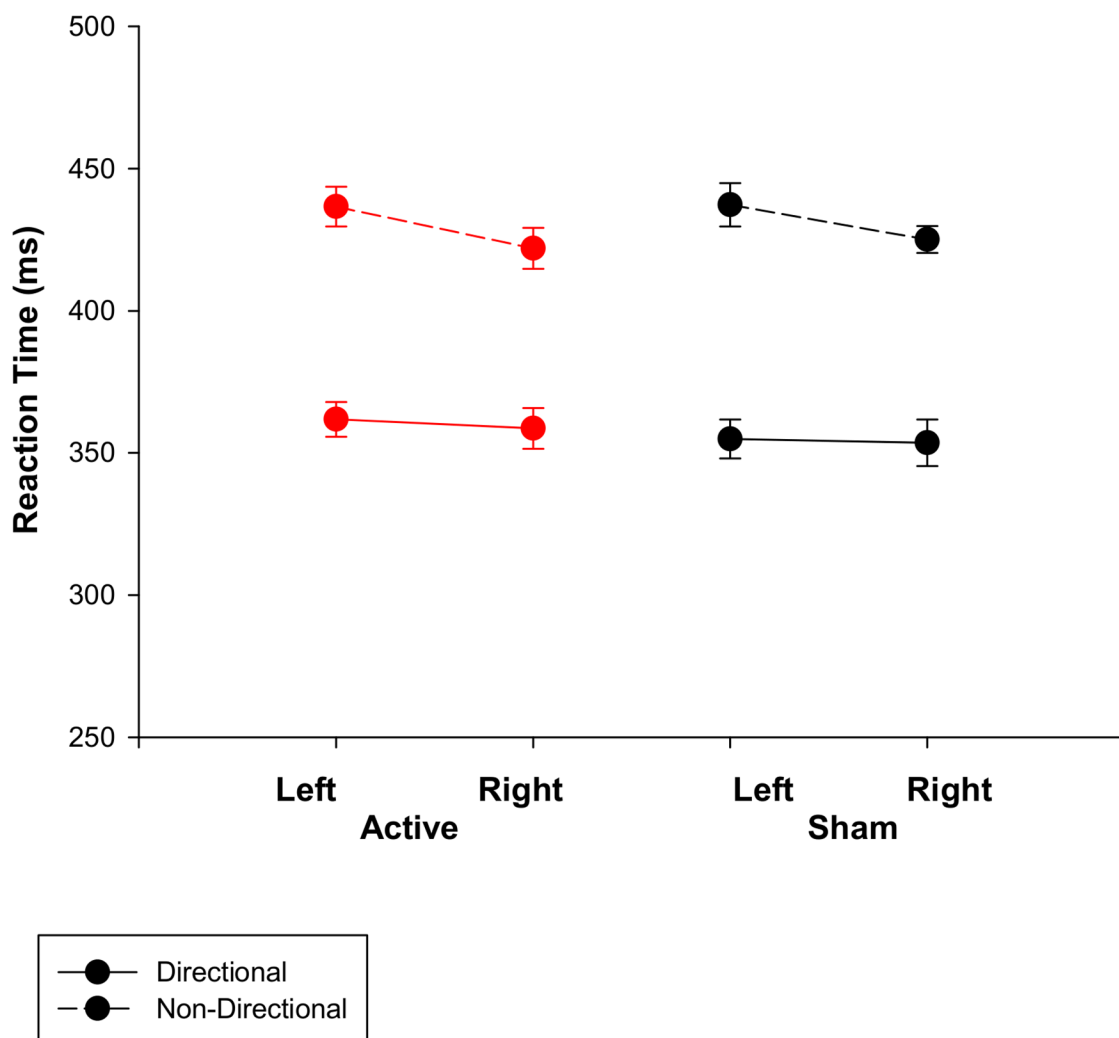 500
450
400
350
300
250
Reaction Time (ms)
Left Right Left Right
Active Sham
Directional
Non-Directional